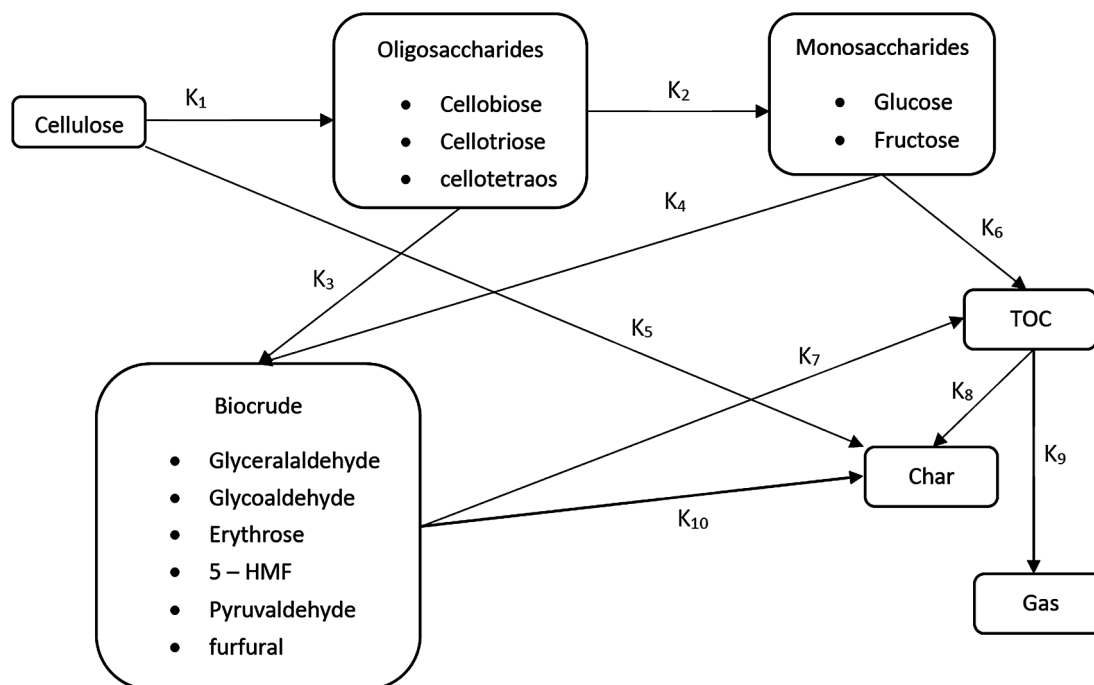 Cellulose
K₁
Oligosaccharides
• Cellobiose
• Cellotriose
• cellotetraos
K₂
Monosaccharides
• Glucose
• Fructose
K₃
K₄
K₅
K₆
TOC
K₇
K₈
K₉
Biocrude
• Glyceralaldehyde
• Glycoaldehyde
• Erythrose
• 5 – HMF
• Pyruvaldehyde
• furfural
K₁₀
Char
Gas